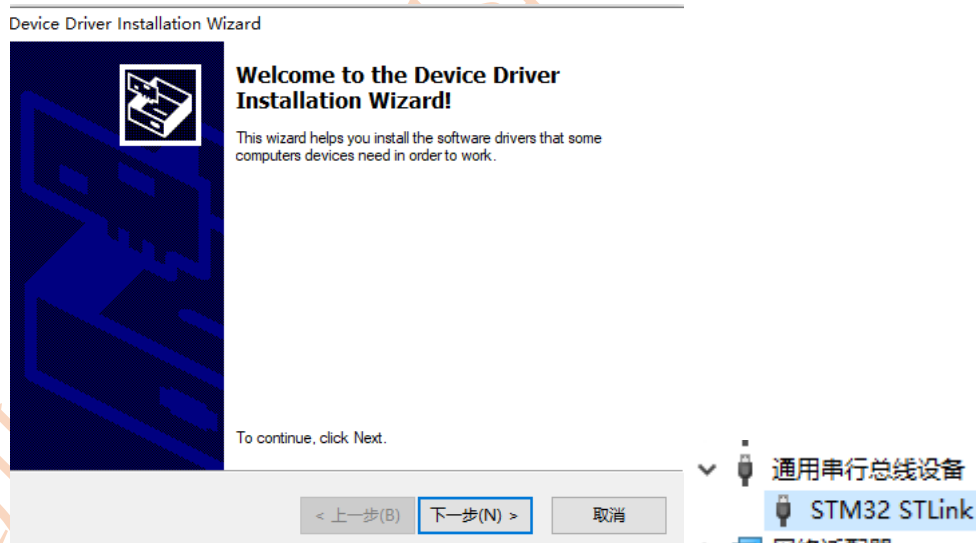 Device Driver Installation Wizard
Welcome to the Device Driver
Installation Wizard!
This wizard helps you install the software drivers that some
computers devices need in order to work.
To continue, click Next.
< 上一步(B)
下一步(N) >
取消
通用串行总线设备
STM32 STLink